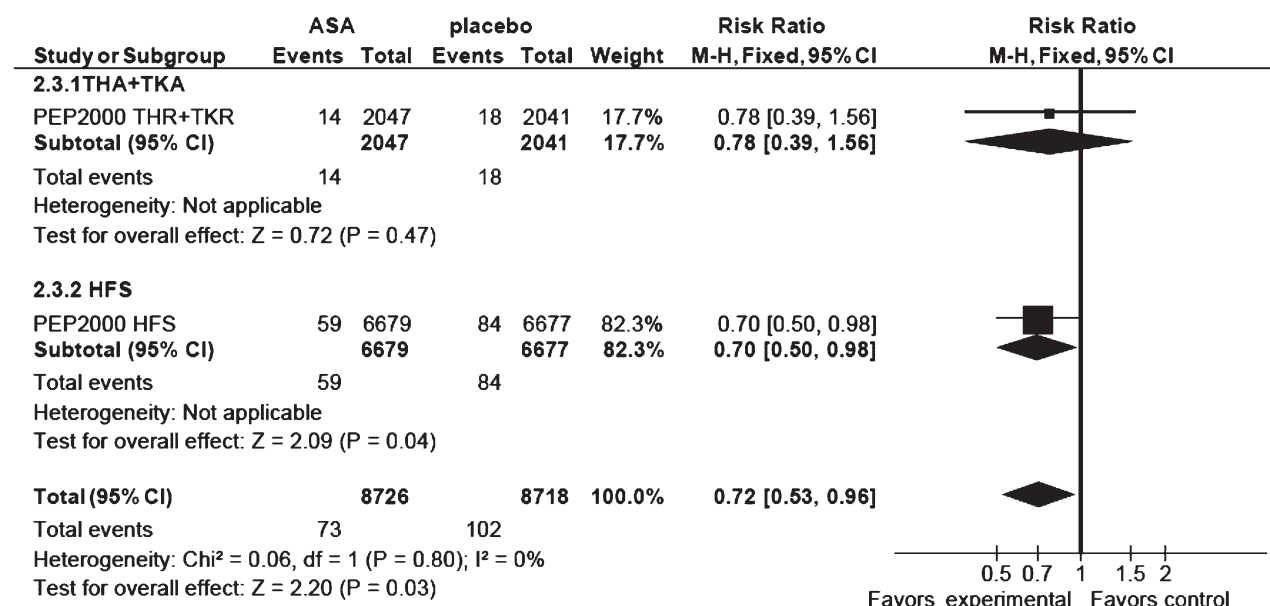 ASA placebo Risk Ratio Risk Ratio
Study or Subgroup Events Total Events Total Weight M-H, Fixed, 95% CI M-H, Fixed, 95% CI
2.3.1THA+TKA
PEP2000 THR+TKR 14 2047 18 2041 17.7% 0.78 [0.39, 1.56]
Subtotal (95% CI) 2047 2041 17.7% 0.78 [0.39, 1.56]
Total events 14 18
Heterogeneity: Not applicable
Test for overall effect: Z = 0.72 (P = 0.47)
2.3.2 HFS
PEP2000 HFS 59 6679 84 6677 82.3% 0.70 [0.50, 0.98]
Subtotal (95% CI) 6679 6677 82.3% 0.70 [0.50, 0.98]
Total events 59 84
Heterogeneity: Not applicable
Test for overall effect: Z = 2.09 (P = 0.04)
Total (95% CI) 8726 8718 100.0% 0.72 [0.53, 0.96]
Total events 73 102
Heterogeneity: Chi² = 0.06, df = 1 (P = 0.80); I² = 0%
Test for overall effect: Z = 2.20 (P = 0.03)
0.5 0.7 1 1.5 2
Favors experimental Favors control